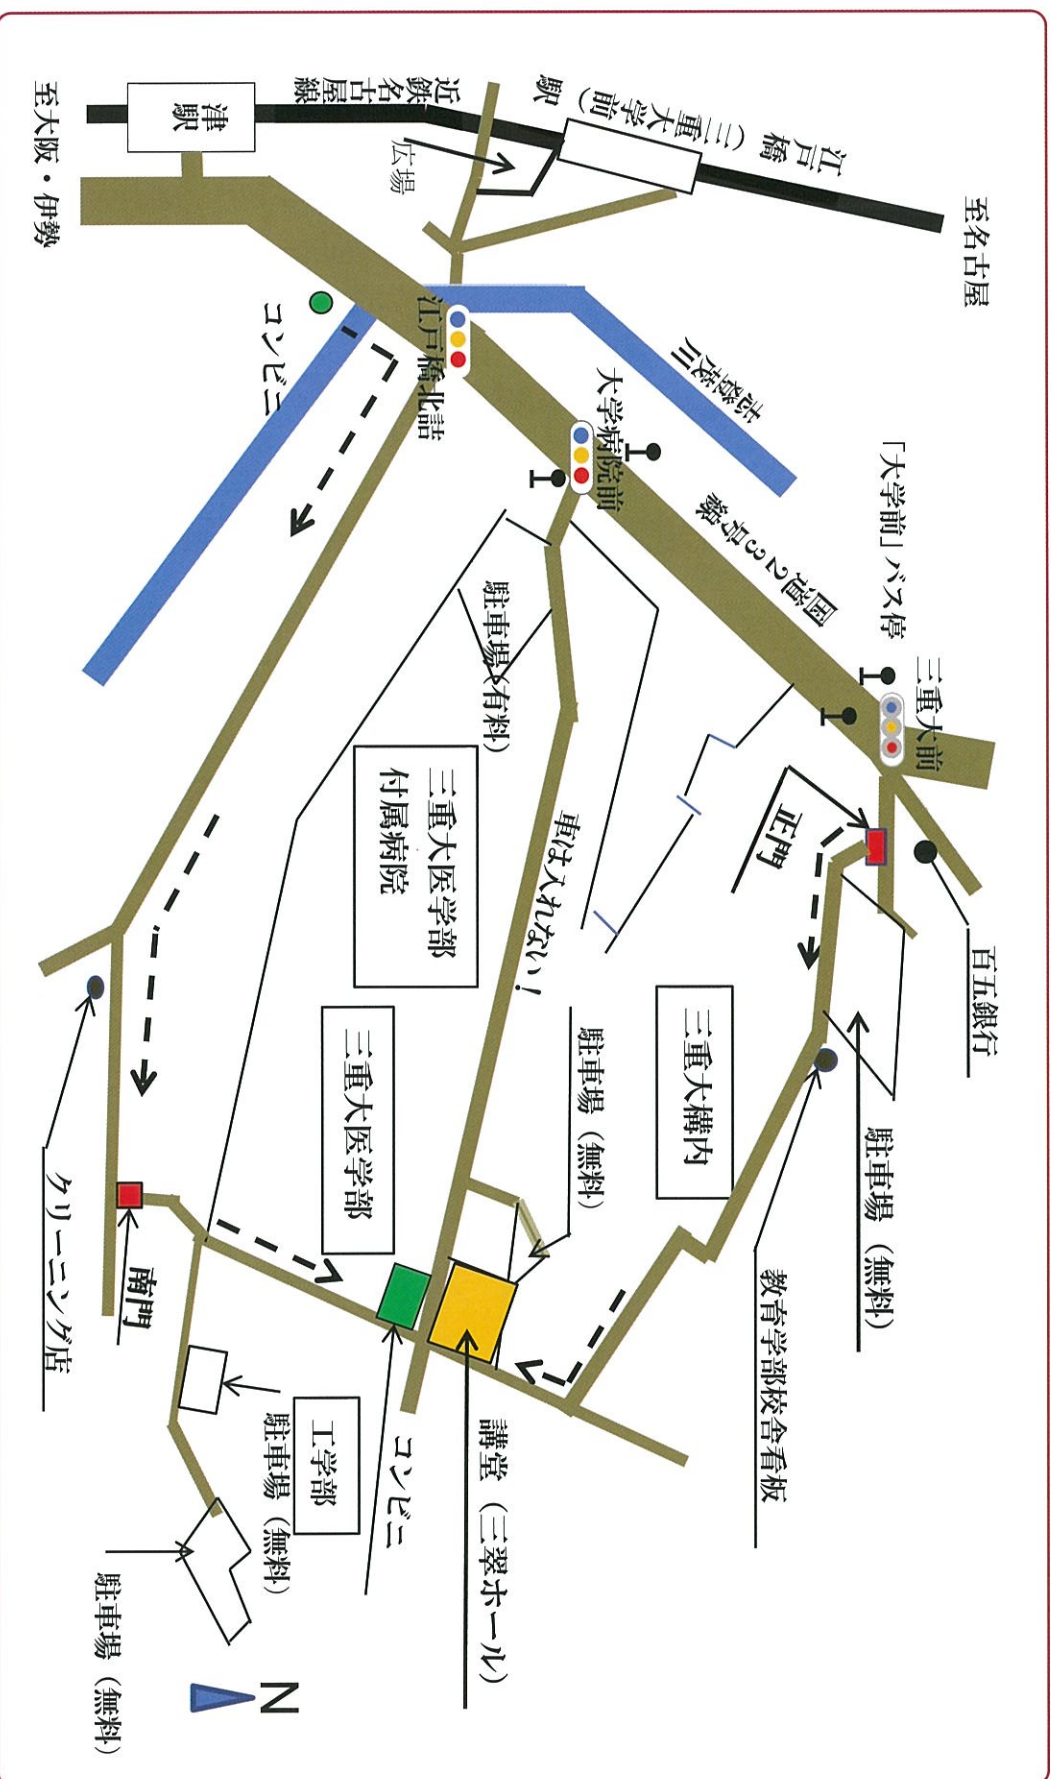 至名古屋
江戸橋
(三重大学前)
駅
近鉄名古屋線
津駅
至大阪・伊勢
広場
志登茂川
江戸橋北詰
コンビニ
大学病院前
国道23号線
「大学前」バス停
三重大前
正門
百五銀行
駐車場(有料)
三重大医学部
付属病院
車は入れない!
三重大医学部
三重大構内
駐車場(無料)
駐車場(無料)
教育学部校舎看板
クリーニング店
南門
講堂(三翠ホール)
コンビニ
工学部
駐車場(無料)
駐車場(無料)
N